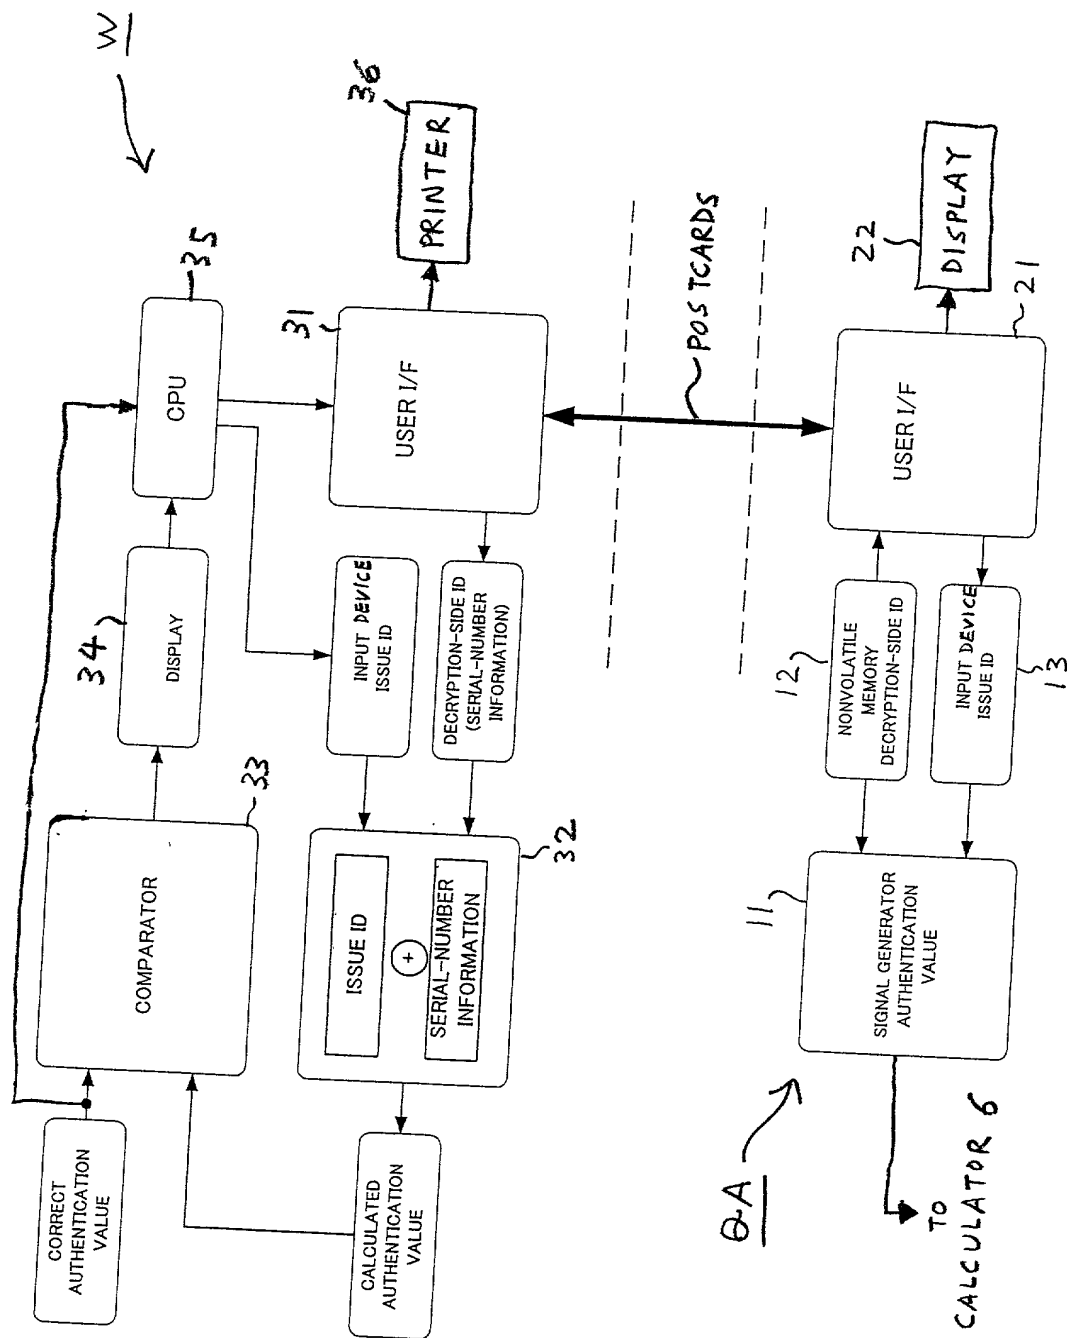 W
CORRECT
AUTHENTICATION
VALUE
COMPARATOR
33
DISPLAY
34
CPU
35
CALCULATED
AUTHENTICATION
VALUE
ISSUE ID
+
SERIAL-NUMBER
INFORMATION
32
INPUT DEVICE
ISSUE ID
DECRYPTION-SIDE ID
(SERIAL-NUMBER
INFORMATION)
USER I/F
31
PRINTER
36
POSTCARDS
QA
TO
CALCULATOR 6
SIGNAL GENERATOR
AUTHENTICATION
VALUE
11
NONVOLATILE
MEMORY
DECRYPTION-SIDE ID
12
INPUT DEVICE
ISSUE ID
13
USER I/F
21
DISPLAY
22